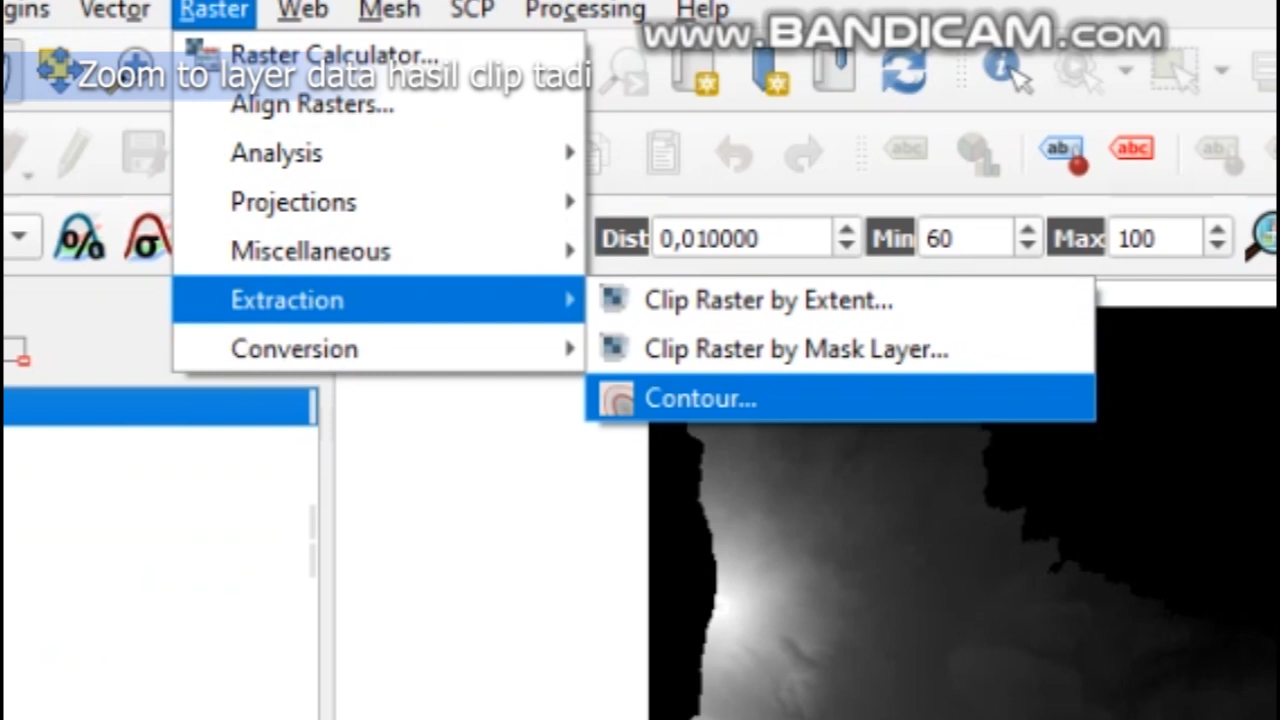 gins Vector Raster Web Mesh SCP Processing Help
www.BANDICAM.com
Raster Calculator...
Zoom to layer data hasil clip tadi
Align Rasters...
Analysis
abc abc abc abc
Projections
% σ
Dist 0,010000 Min 60 Max 100
Miscellaneous
Extraction
Clip Raster by Extent...
Conversion
Clip Raster by Mask Layer...
Contour...